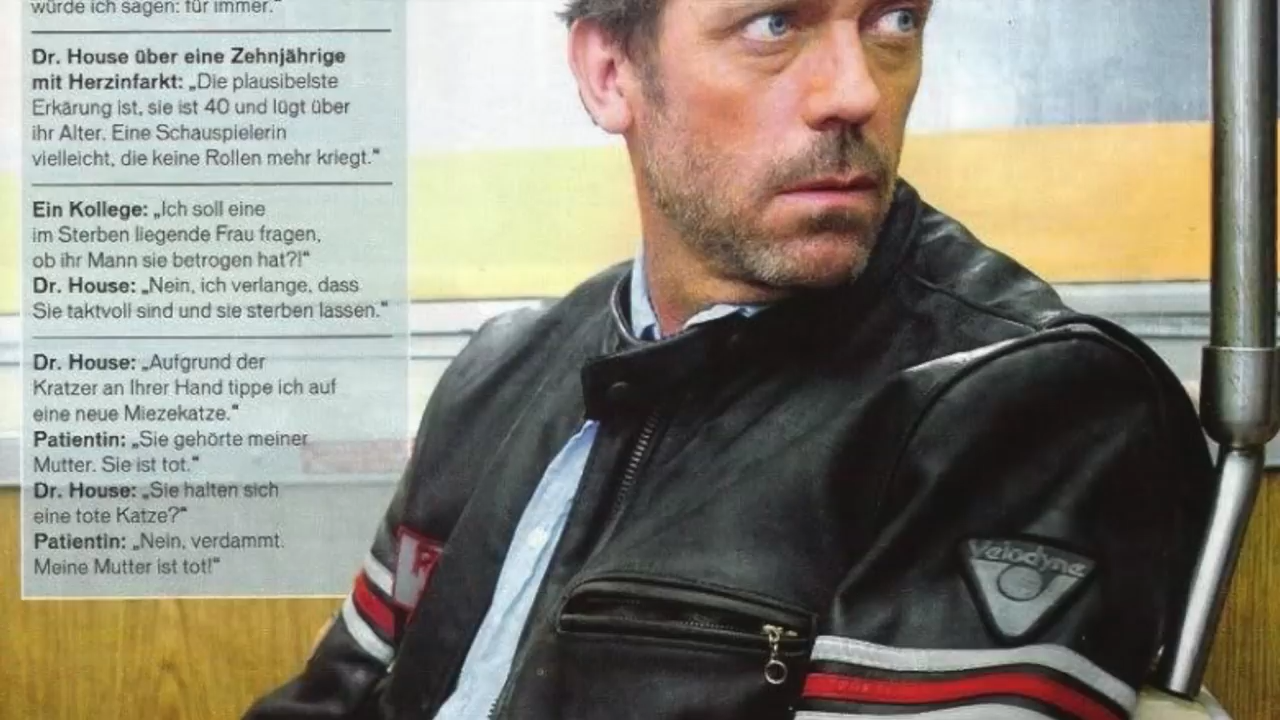 würde ich sagen: für immer.“
Dr. House über eine Zehnjährige
mit Herzinfarkt: „Die plausibelste
Erkärung ist, sie ist 40 und lügt über
ihr Alter. Eine Schauspielerin
vielleicht, die keine Rollen mehr kriegt.“
Ein Kollege: „Ich soll eine
im Sterben liegende Frau fragen,
ob ihr Mann sie betrogen hat?!“
Dr. House: „Nein, ich verlange, dass
Sie taktvoll sind und sie sterben lassen.“
Dr. House: „Aufgrund der
Kratzer an Ihrer Hand tippe ich auf
eine neue Miezekatze.“
Patientin: „Sie gehörte meiner
Mutter. Sie ist tot.“
Dr. House: „Sie halten sich
eine tote Katze?“
Patientin: „Nein, verdammt.
Meine Mutter ist tot!“
Velodyne